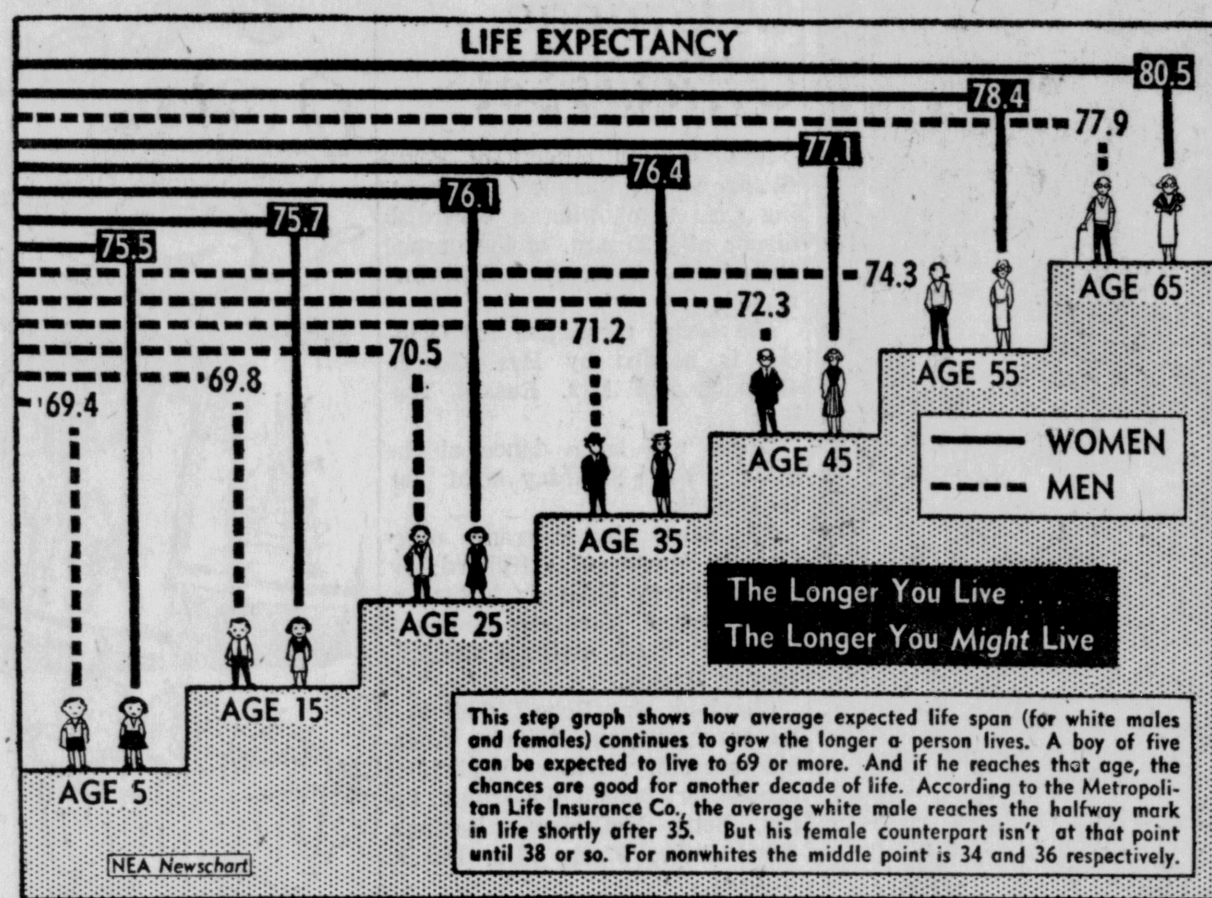 LIFE EXPECTANCY
80.5
78.4
77.9
77.1
76.4
76.1
75.7
75.5
74.3
72.3
71.2
70.5
69.8
69.4
AGE 65
AGE 55
AGE 45
AGE 35
AGE 25
AGE 15
AGE 5
WOMEN
MEN
The Longer You Live . . .
The Longer You Might Live
This step graph shows how average expected life span (for white males
and females) continues to grow the longer a person lives. A boy of five
can be expected to live to 69 or more. And if he reaches that age, the
chances are good for another decade of life. According to the Metropoli-
tan Life Insurance Co., the average white male reaches the halfway mark
in life shortly after 35. But his female counterpart isn't at that point
until 38 or so. For nonwhites the middle point is 34 and 36 respectively.
NEA Newschart